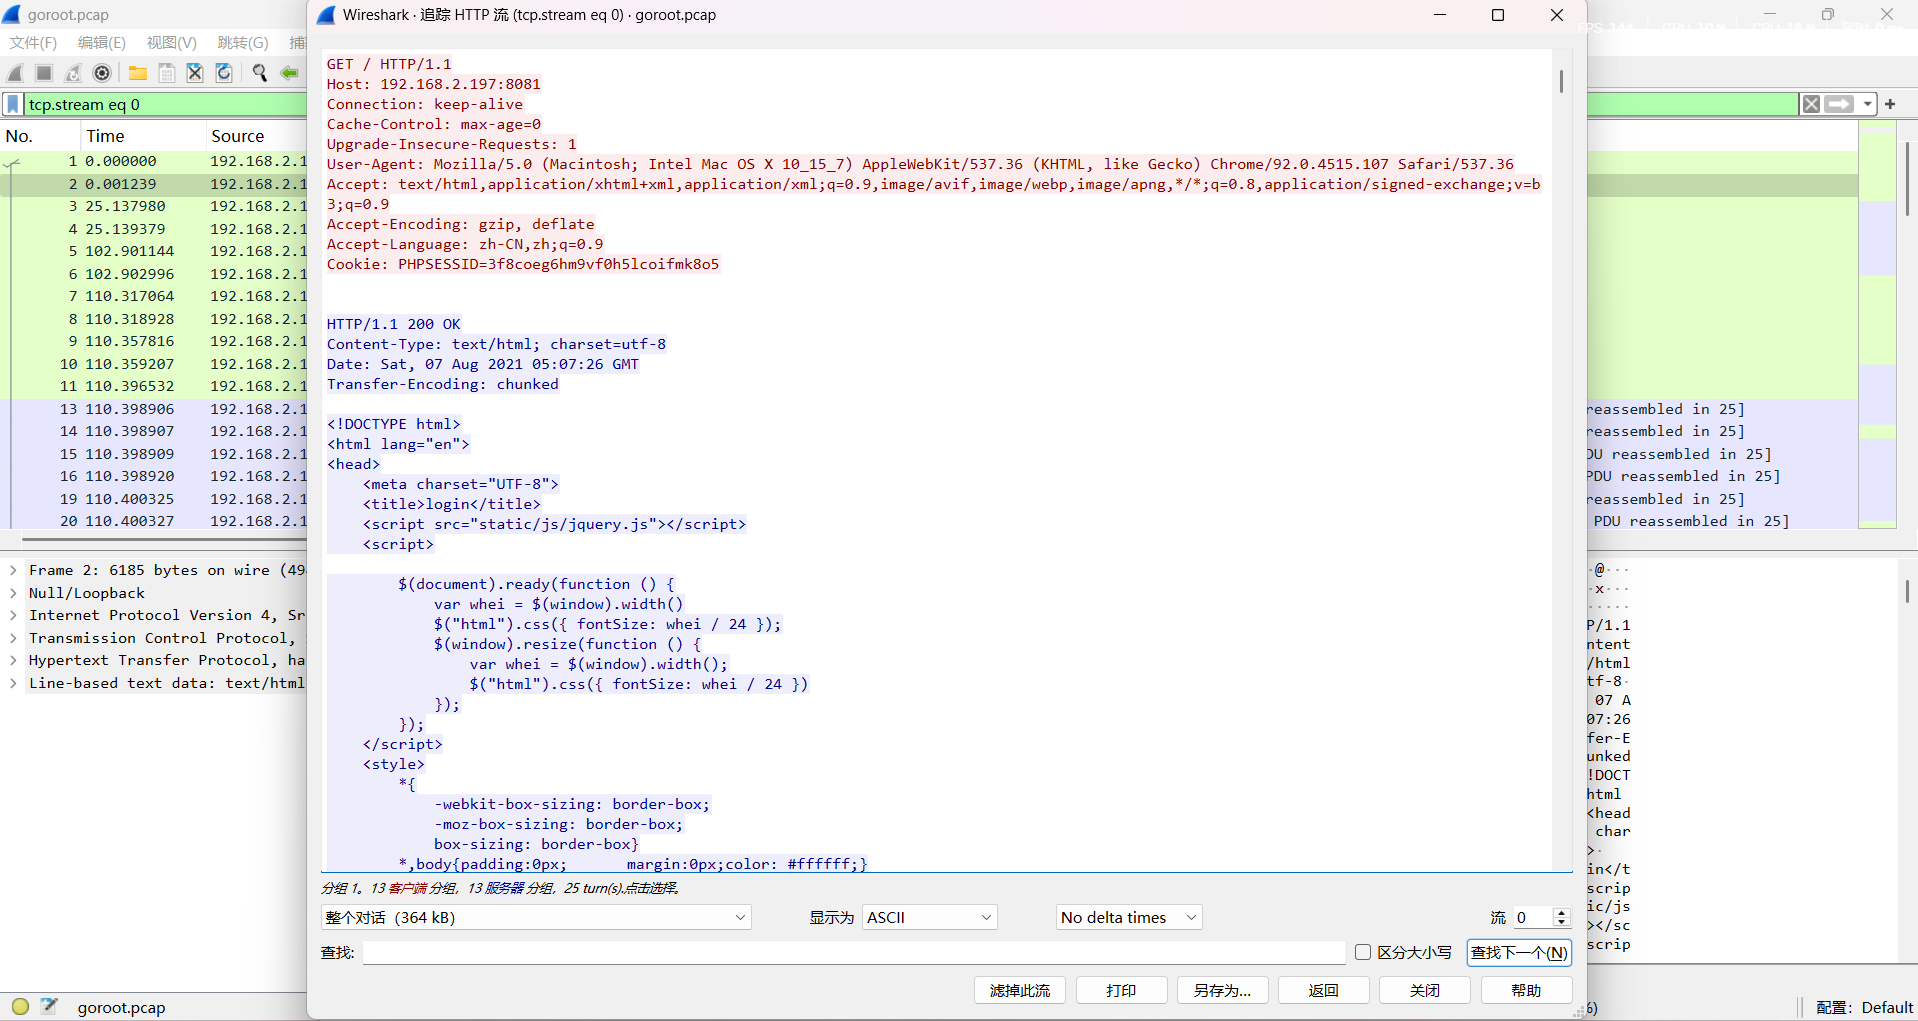 goroot.pcap
文件(F) 编辑(E) 视图(V) 跳转(G)
tcp.stream eq 0
No. Time Source
1 0.000000 192.168.2.1
2 0.001239 192.168.2.1
3 25.137980 192.168.2.1
4 25.139379 192.168.2.1
5 102.901144 192.168.2.1
6 102.902996 192.168.2.1
7 110.317064 192.168.2.1
8 110.318928 192.168.2.1
9 110.357816 192.168.2.1
10 110.359207 192.168.2.1
11 110.396532 192.168.2.1
13 110.398906 192.168.2.1
14 110.398907 192.168.2.1
15 110.398909 192.168.2.1
16 110.398920 192.168.2.1
19 110.400325 192.168.2.1
20 110.400327 192.168.2.1
Frame 2: 6185 bytes on wire (49
Null/Loopback
Internet Protocol Version 4, Sr
Transmission Control Protocol,
Hypertext Transfer Protocol, ha
Line-based text data: text/html
goroot.pcap
Wireshark · 追踪 HTTP 流 (tcp.stream eq 0) · goroot.pcap
GET / HTTP/1.1
Host: 192.168.2.197:8081
Connection: keep-alive
Cache-Control: max-age=0
Upgrade-Insecure-Requests: 1
User-Agent: Mozilla/5.0 (Macintosh; Intel Mac OS X 10_15_7) AppleWebKit/537.36 (KHTML, like Gecko) Chrome/92.0.4515.107 Safari/537.36
Accept: text/html,application/xhtml+xml,application/xml;q=0.9,image/avif,image/webp,image/apng,*/*;q=0.8,application/signed-exchange;v=b
3;q=0.9
Accept-Encoding: gzip, deflate
Accept-Language: zh-CN,zh;q=0.9
Cookie: PHPSESSID=3f8coeg6hm9vf0h5lcoifmk8o5
HTTP/1.1 200 OK
Content-Type: text/html; charset=utf-8
Date: Sat, 07 Aug 2021 05:07:26 GMT
Transfer-Encoding: chunked
<!DOCTYPE html>
<html lang="en">
<head>
<meta charset="UTF-8">
<title>login</title>
<script src="static/js/jquery.js"></script>
<script>
$(document).ready(function () {
var whei = $(window).width()
$("html").css({ fontSize: whei / 24 });
$(window).resize(function () {
var whei = $(window).width();
$("html").css({ fontSize: whei / 24 })
});
});
</script>
<style>
*{
-webkit-box-sizing: border-box;
-moz-box-sizing: border-box;
box-sizing: border-box}
*,body{padding:0px; margin:0px;color: #ffffff;}
分组 1。13 客户端 分组，13 服务器 分组，25 turn(s).点击选择。
整个对话 (364 kB) 显示为 ASCII No delta times 流 0
查找: 区分大小写 查找下一个(N)
滤掉此流 打印 另存为... 返回 关闭 帮助
reassembled in 25]
reassembled in 25]
DU reassembled in 25]
PDU reassembled in 25]
reassembled in 25]
PDU reassembled in 25]
·@···
·x···
·····
P/1.1
ntent
/html
tf-8·
07 A
07:26
fer-E
unked
!DOCT
html
<head
char
>·
in</t
scrip
ic/js
></sc
scrip
%) 配置：Default